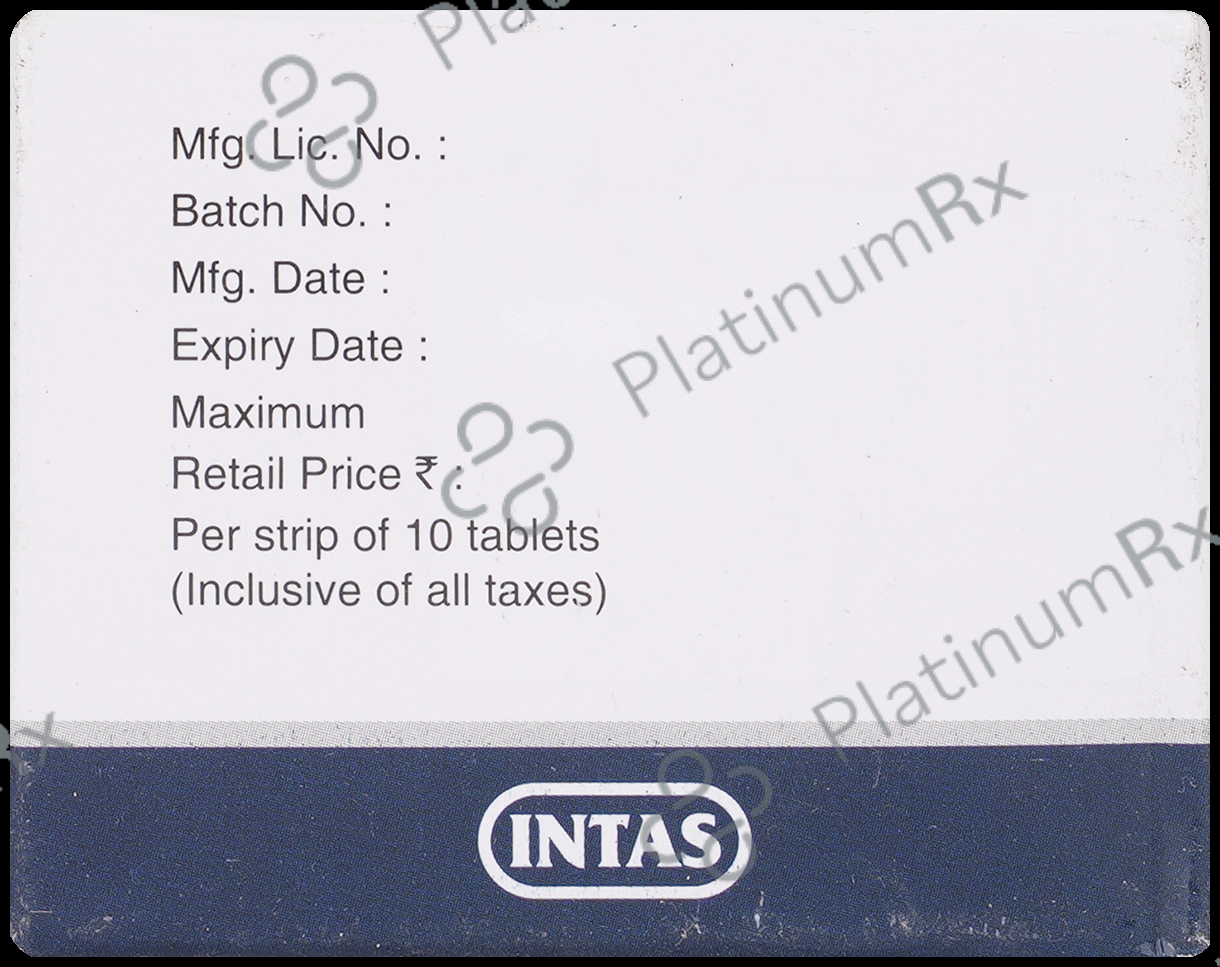 Mfg. Lic. No. :
Batch No. :
Mfg. Date :
Expiry Date :
Maximum
Retail Price ₹ :
Per strip of 10 tablets
(Inclusive of all taxes)
INTAS
PlatinumRx
PlatinumRx